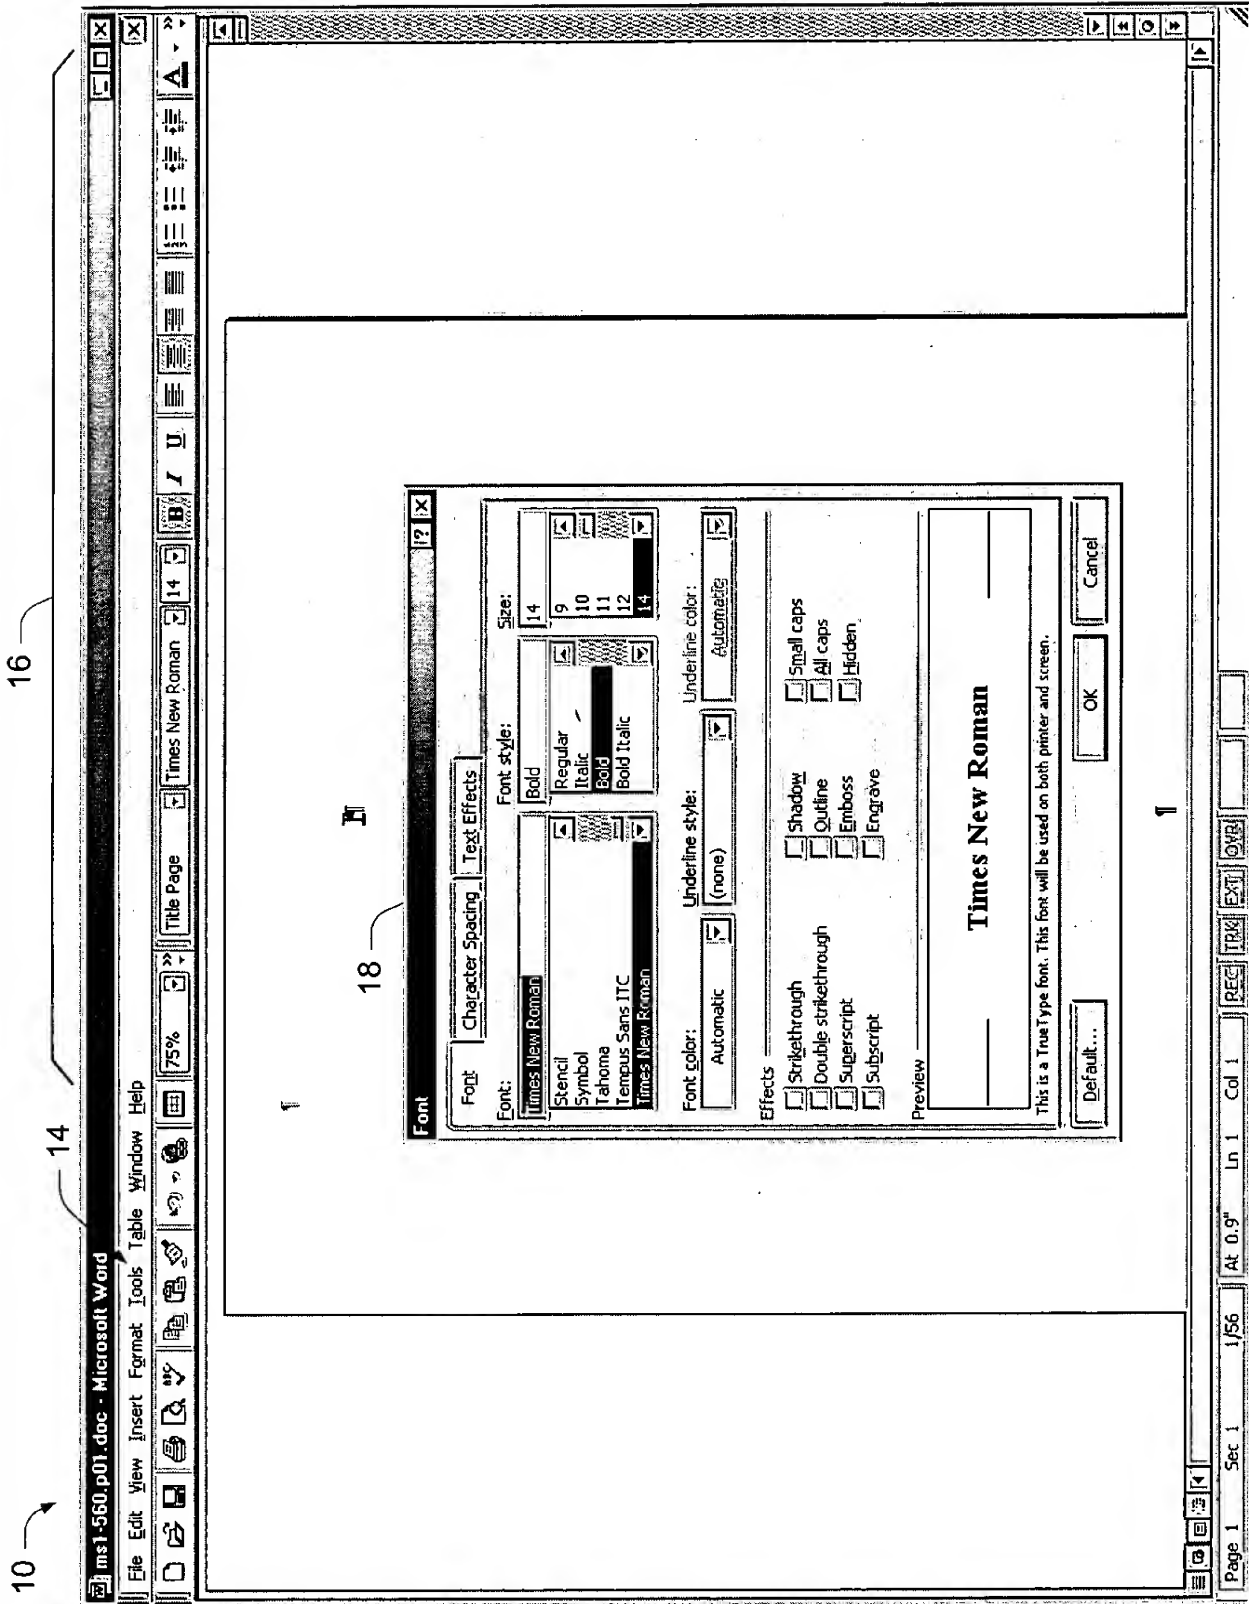 10
14
16
ms1-560.p01.doc - Microsoft Word
File Edit View Insert Format Tools Table Window Help
75% Title Page Times New Roman 14 B I U A
¶
¶
18
Font
Font Character Spacing Text Effects
Font: Font style: Size:
Times New Roman Bold 14
Stencil Regular 9
Symbol Italic 10
Tahoma Bold 11
Tempus Sans ITC Bold Italic 12
Times New Roman 14
Font color: Underline style: Underline color:
Automatic (none) Automatic
Effects
Strikethrough Shadow Small caps
Double strikethrough Outline All caps
Superscript Emboss Hidden
Subscript Engrave
Preview
Times New Roman
This is a TrueType font. This font will be used on both printer and screen.
Default... OK Cancel
¶
Page 1 Sec 1 1/56 At 0.9" Ln 1 Col 1 REC TRK EXT OVR